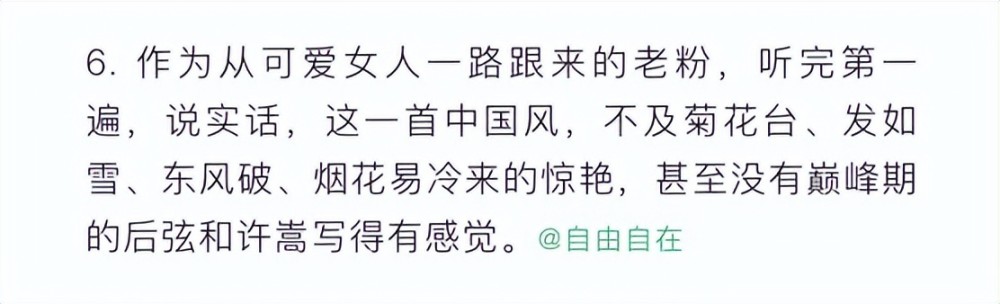 6. 作为从可爱女人一路跟来的老粉，听完第一
遍，说实话，这一首中国风，不及菊花台、发如
雪、东风破、烟花易冷来的惊艳，甚至没有巅峰期
的后弦和许嵩写得有感觉。@自由自在